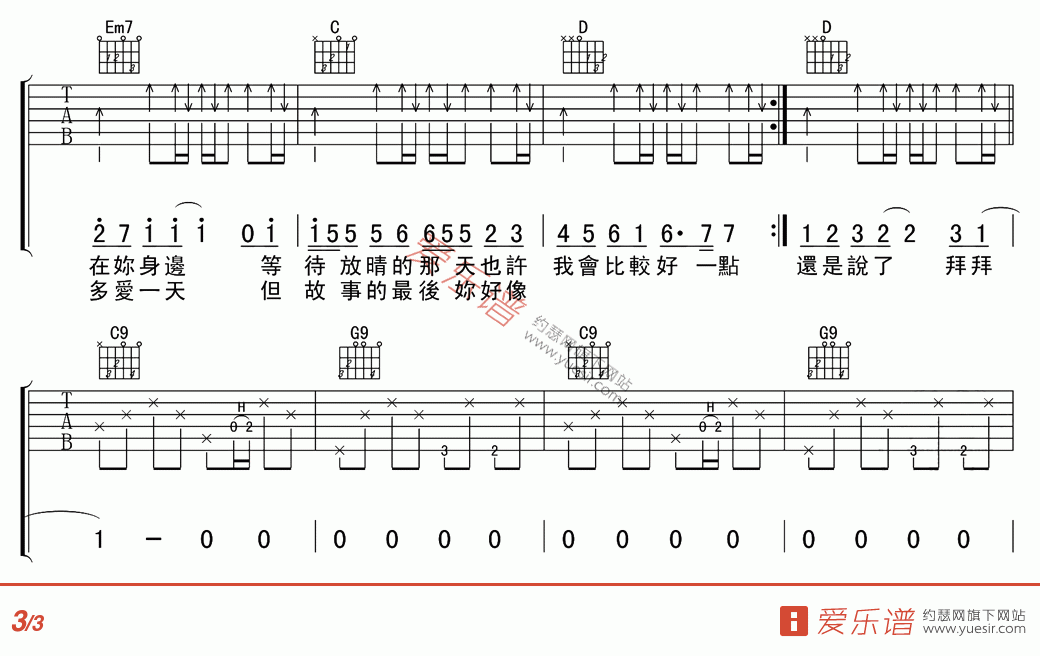 Em7 C D D
T
A
B
2 7 1 1 1 0 1 1 5 5 5 6 6 5 5 2 3 4 5 6 1 6· 7 7 1 2 3 2 2 3 1
在妳身邊 等 待 放晴的那 天也許 我會比較好 一點 還是說了 拜拜
多愛一天 但 故 事的最後 妳好像
爱乐谱
约瑟网旗下网站
www.yuesir.com
C9 G9 C9 G9
T
A
B
H
0 2
3 2
H
0 2
3 2
1 － 0 0 0 0 0 0 0 0 0 0 0 0 0 0
3/3
爱乐谱
约瑟网旗下网站
www.yuesir.com